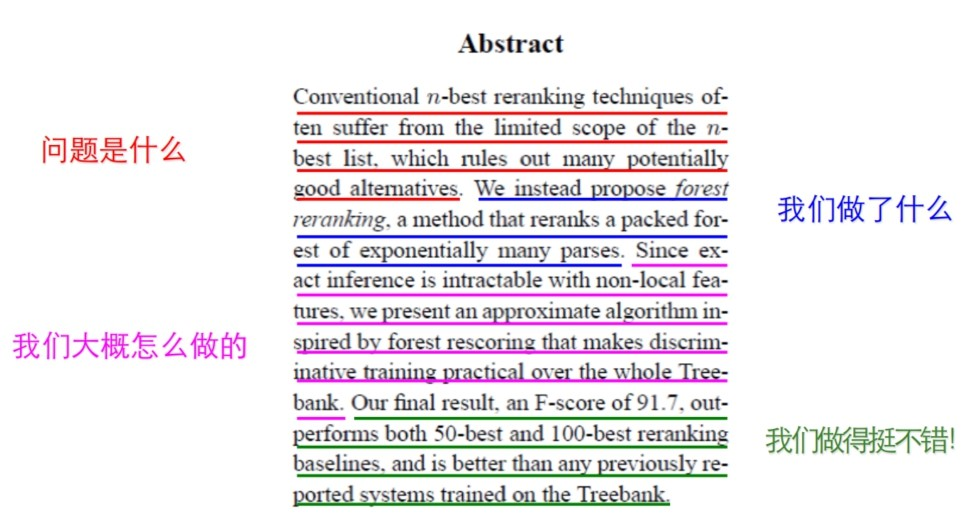 Abstract
Conventional n-best reranking techniques of-
ten suffer from the limited scope of the n-
best list, which rules out many potentially
good alternatives. We instead propose forest
reranking, a method that reranks a packed for-
est of exponentially many parses. Since ex-
act inference is intractable with non-local fea-
tures, we present an approximate algorithm in-
spired by forest rescoring that makes discrim-
inative training practical over the whole Tree-
bank. Our final result, an F-score of 91.7, out-
performs both 50-best and 100-best reranking
baselines, and is better than any previously re-
ported systems trained on the Treebank.
问题是什么
我们做了什么
我们大概怎么做的
我们做得挺不错!